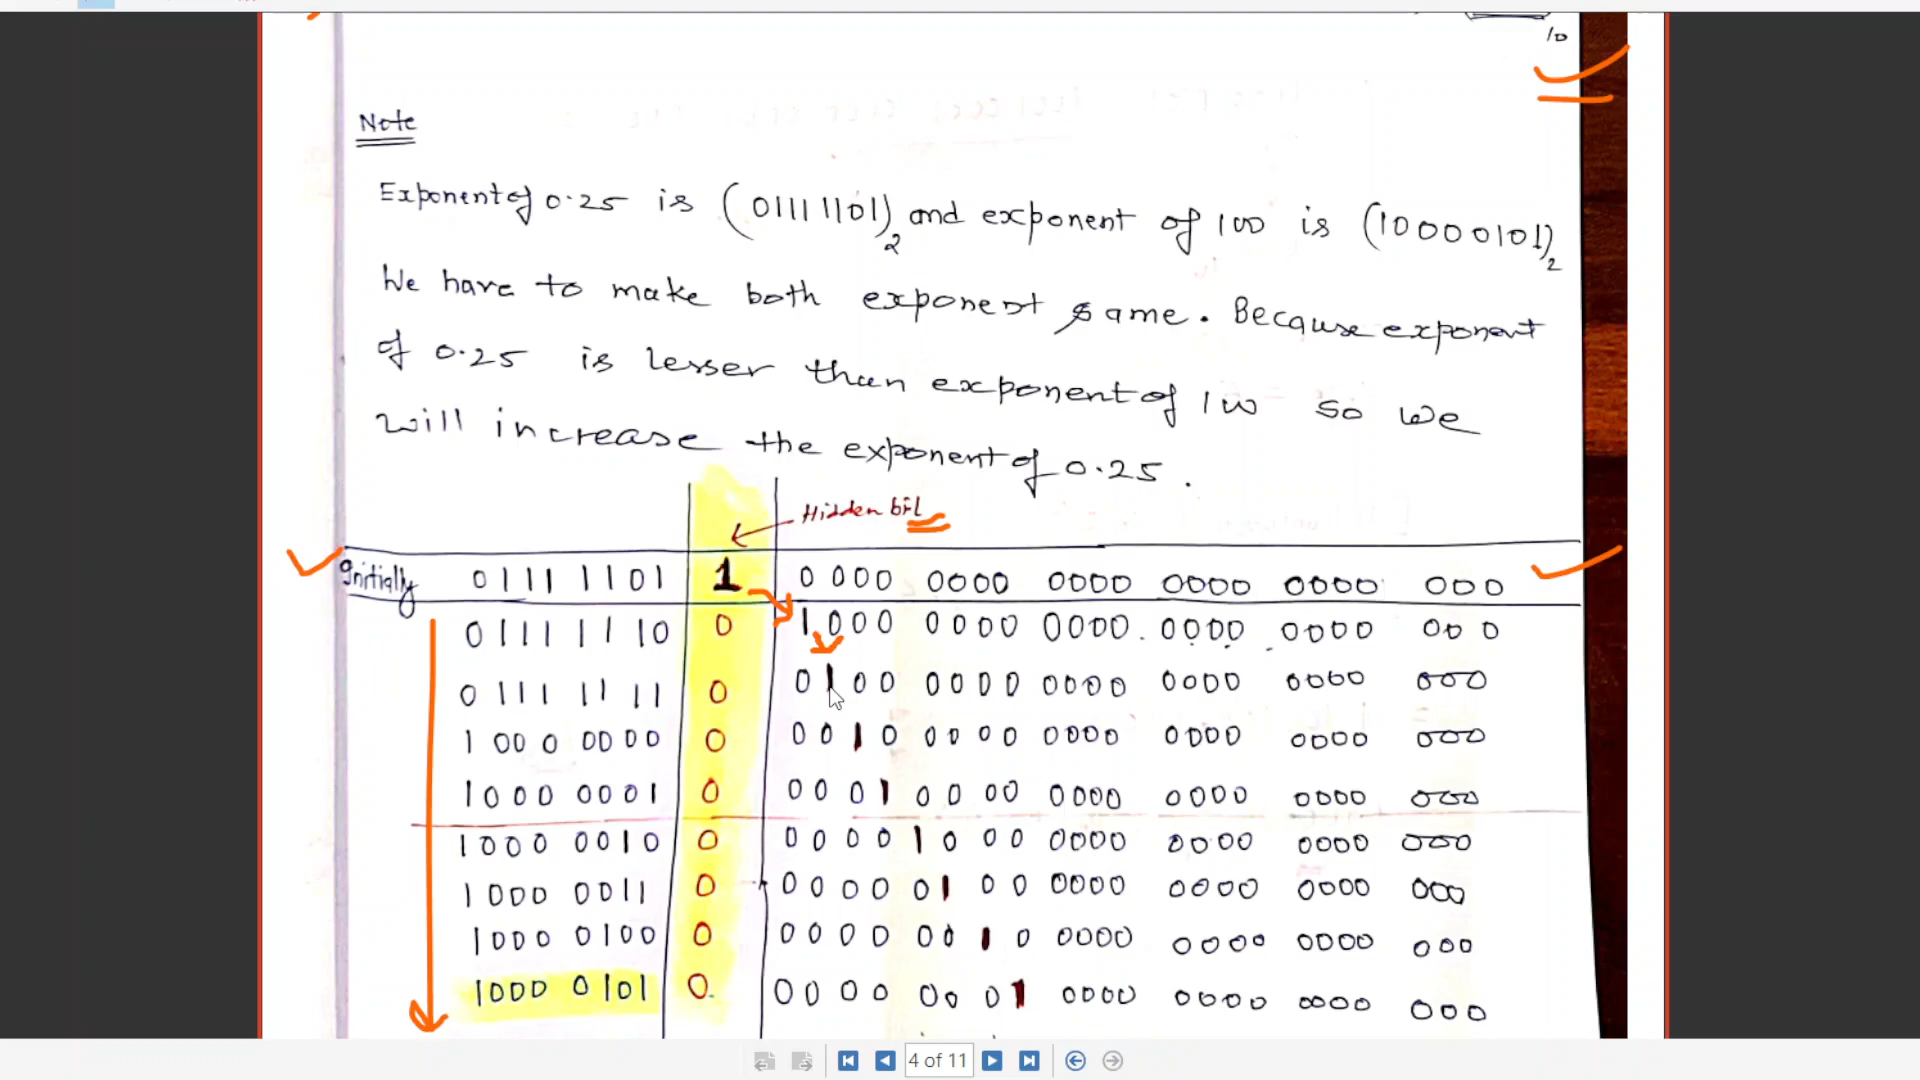 10
Note
Exponent of 0.25 is (01111101)2 and exponent of 100 is (10000101)2
We have to make both exponent same. Because exponent
of 0.25 is lesser than exponent of 100 so we
will increase the exponent of 0.25.
Hidden bit
Initially 0111 1101 1 0000 0000 0000 0000 0000 000
0111 1110 0 1000 0000 0000 0000 0000 000
0111 1111 0 0100 0000 0000 0000 0000 000
1000 0000 0 0010 0000 0000 0000 0000 000
1000 0001 0 0001 0000 0000 0000 0000 000
1000 0010 0 0000 1000 0000 0000 0000 000
1000 0011 0 0000 0100 0000 0000 0000 000
1000 0100 0 0000 0010 0000 0000 0000 000
1000 0101 0 0000 0001 0000 0000 0000 000
4 of 11